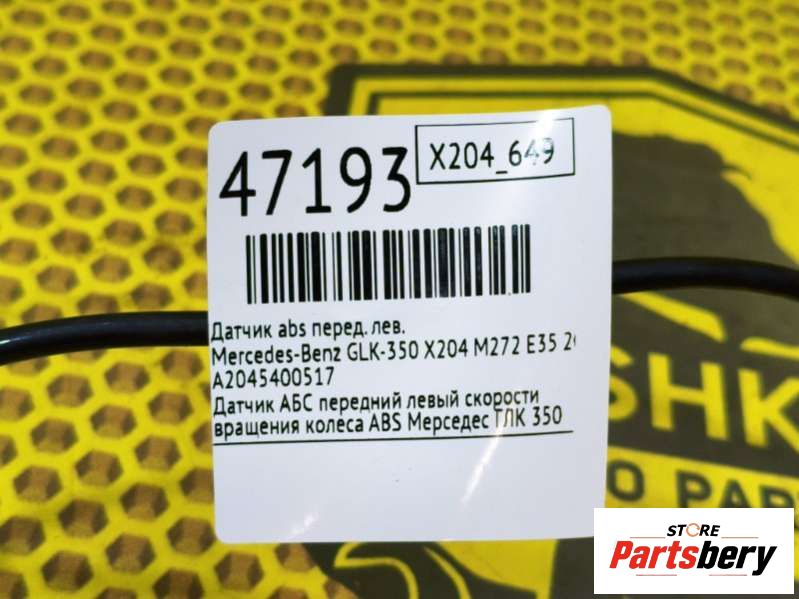 47193
X204_649
Датчик abs перед. лев.
Mercedes-Benz GLK-350 X204 M272 E35
A2045400517
Датчик АБС передний левый скорости
вращения колеса ABS Мерседес ГЛК 350
STORE
Partsbery